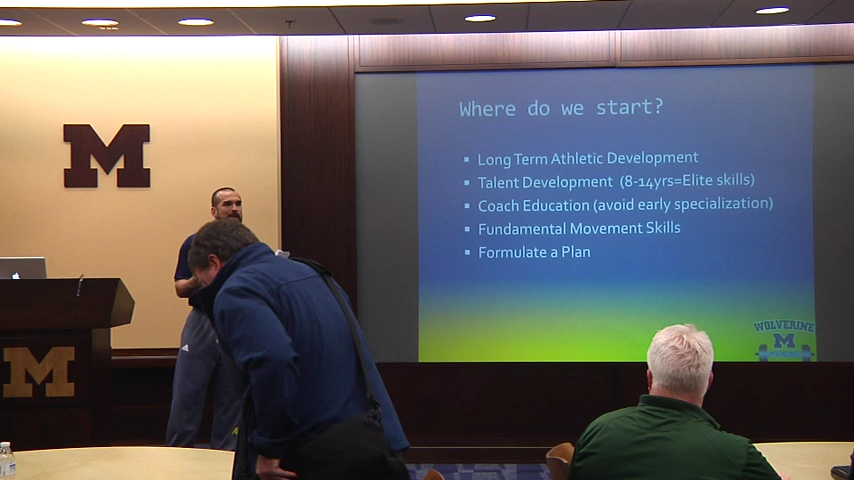 M
Where do we start?
▪ Long Term Athletic Development
▪ Talent Development (8-14yrs=Elite skills)
▪ Coach Education (avoid early specialization)
▪ Fundamental Movement Skills
▪ Formulate a Plan
WOLVERINE
M
M